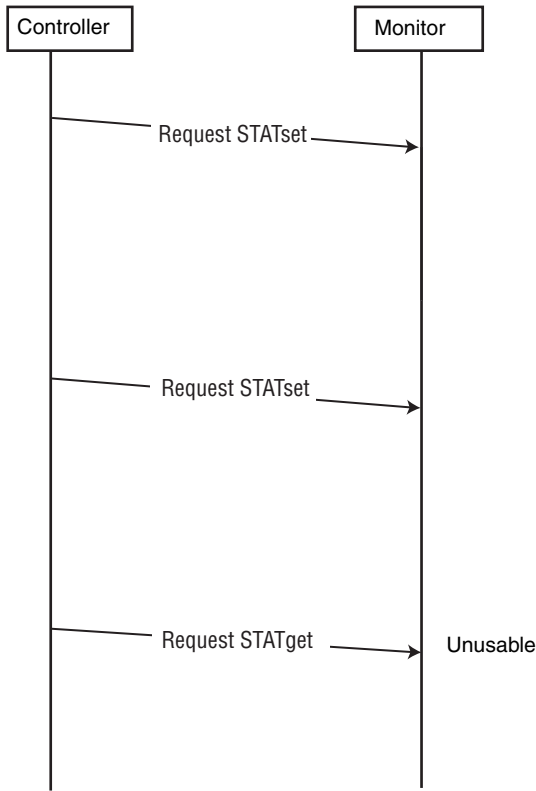 Controller
Monitor
Request STATset
Request STATset
Request STATget
Unusable